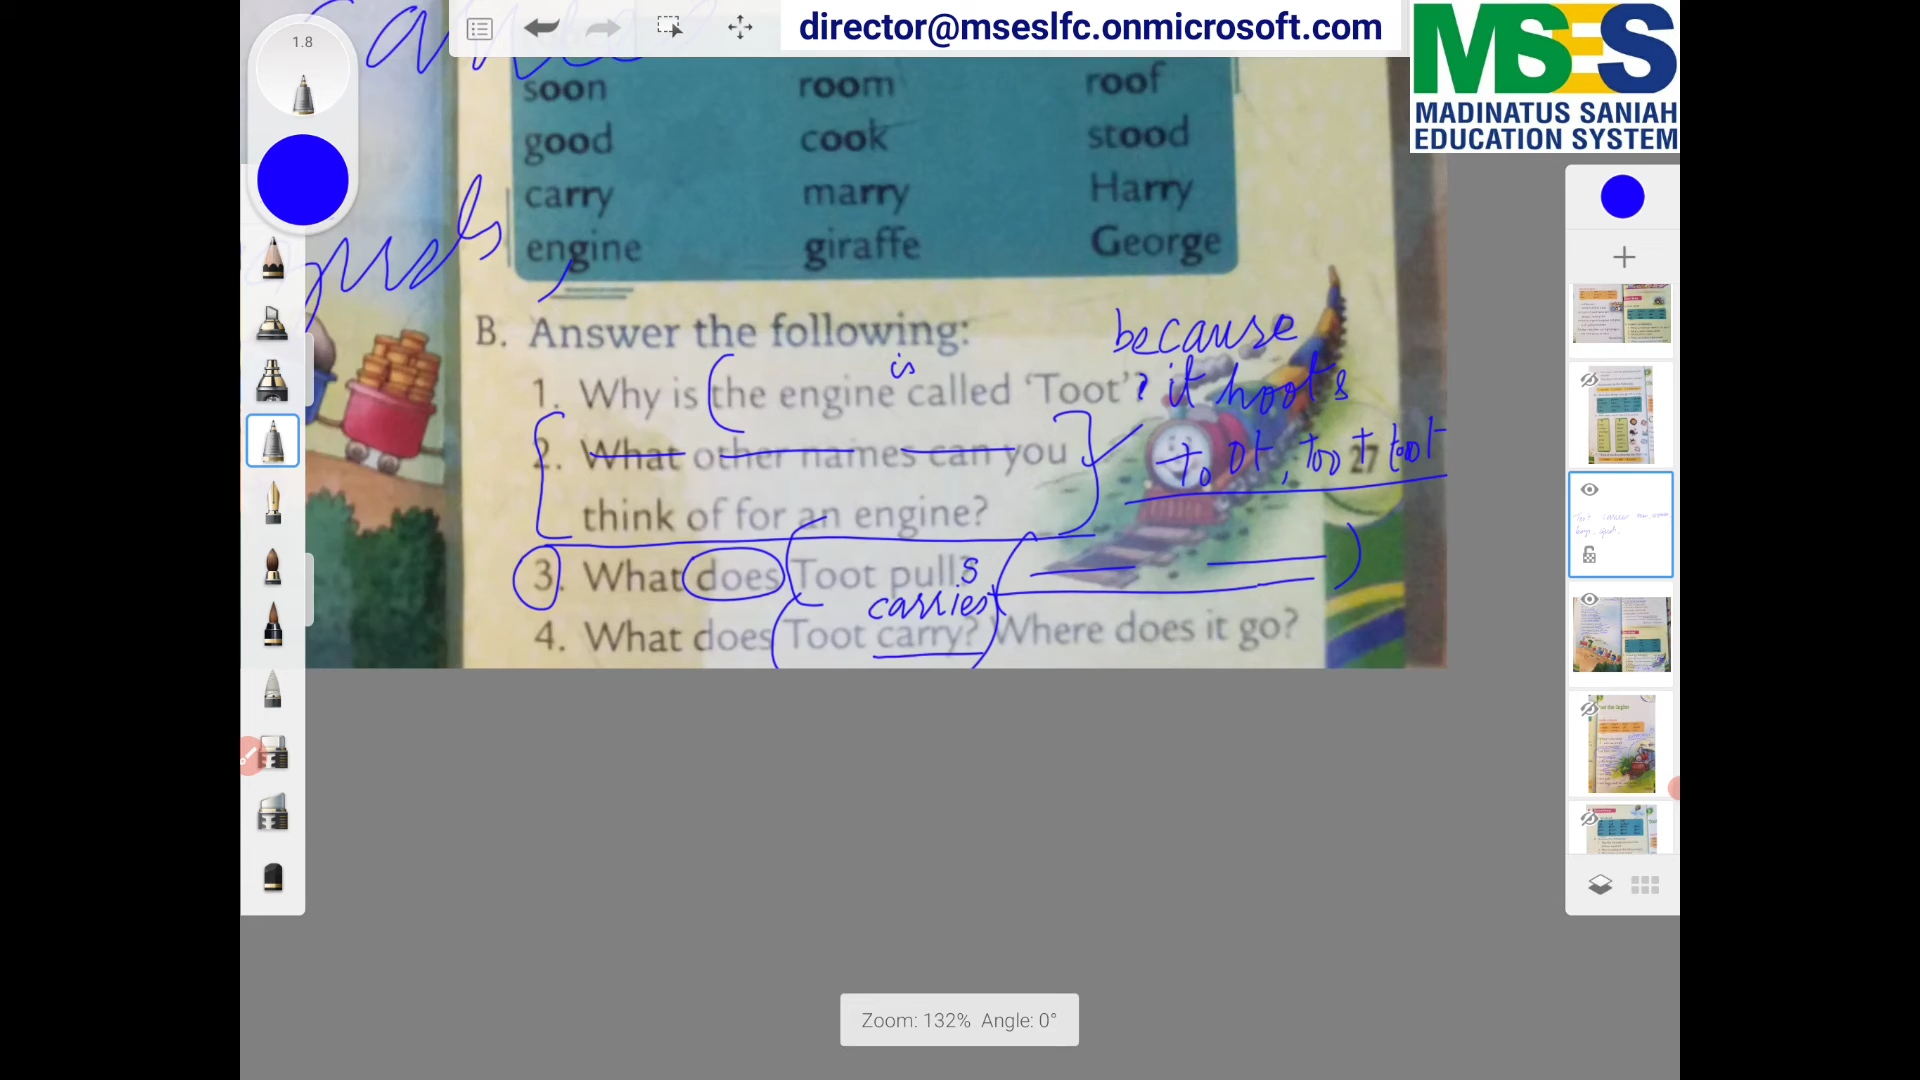 1.8
director@mseslfc.onmicrosoft.com
MSES
MADINATUS SANIAH
EDUCATION SYSTEM
soon room roof
good cook stood
carry marry Harry
engine giraffe George
B. Answer the following:
because
is
1. Why is the engine called ‘Toot’?
it hoots
2. What other names can you
toot, toot toot
27
think of for an engine?
3. What does Toot pull?
s
carries
4. What does Toot carry? Where does it go?
Zoom: 132% Angle: 0°